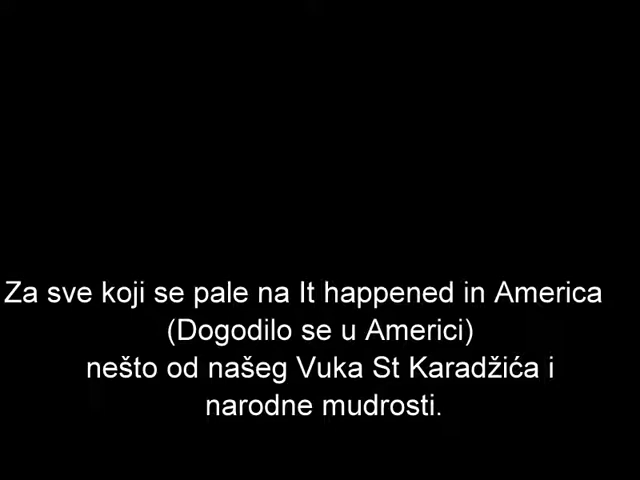 Za sve koji se pale na It happened in America
(Dogodilo se u Americi)
nešto od našeg Vuka St Karadžića i
narodne mudrosti.